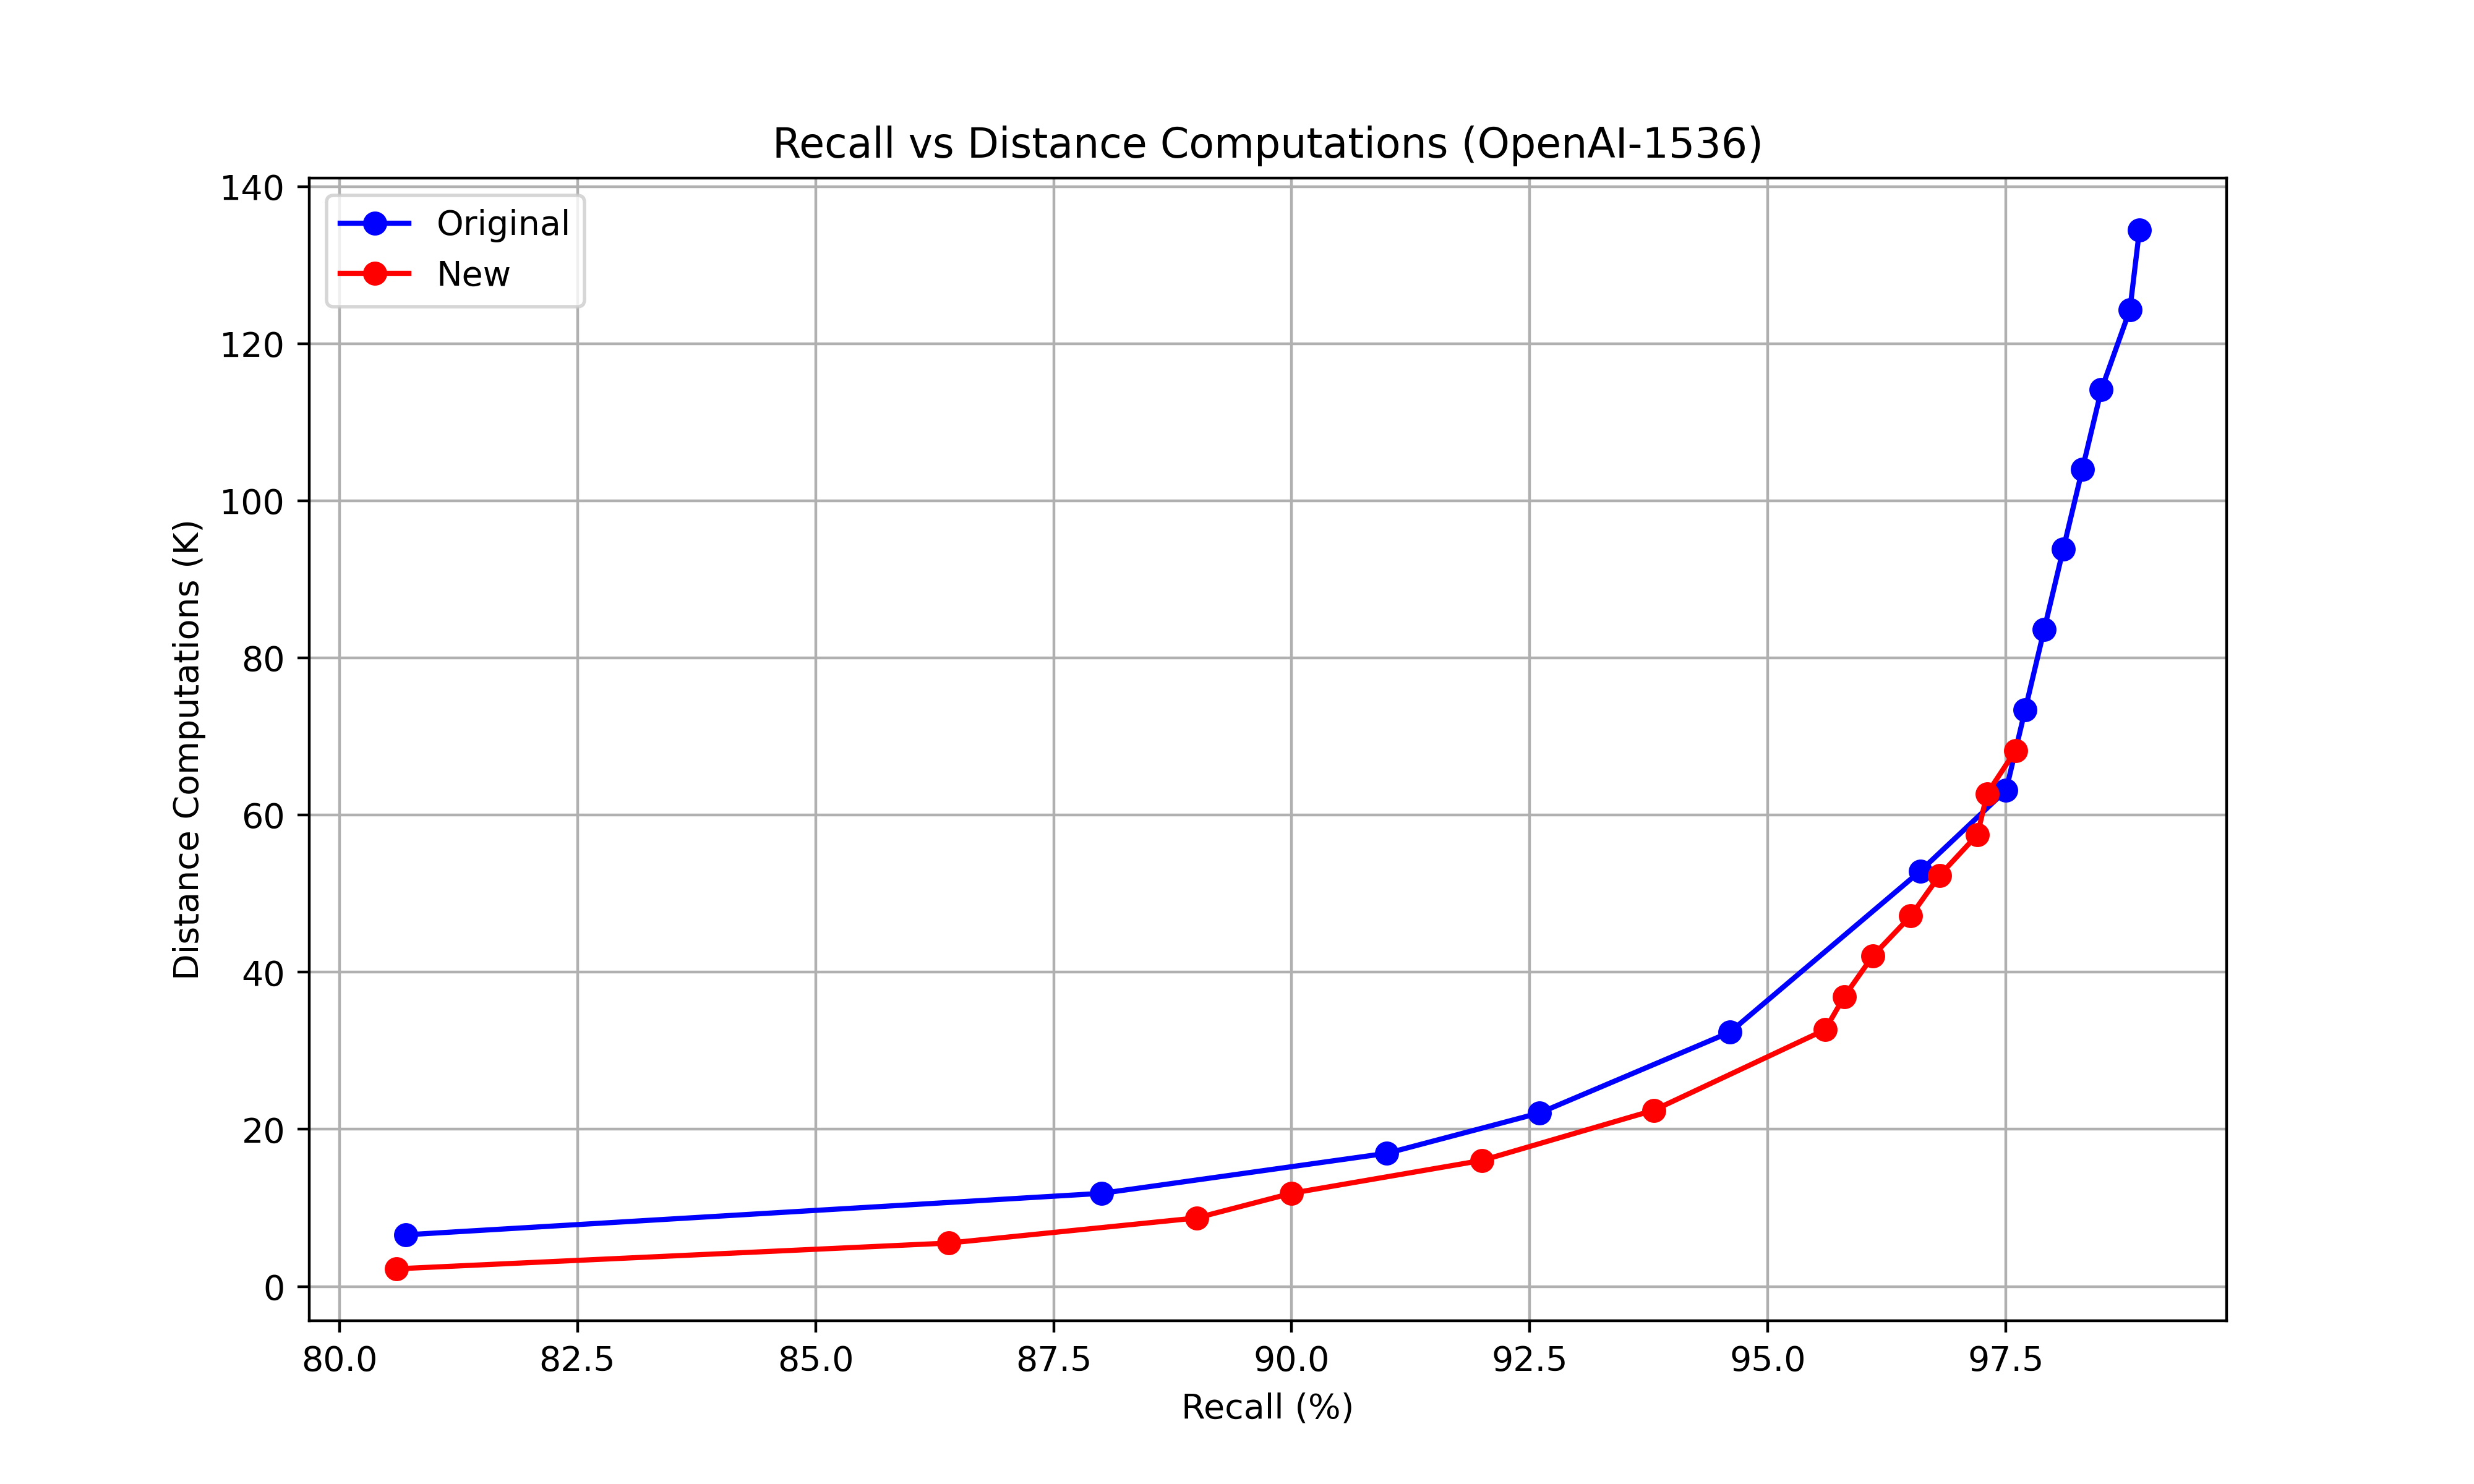 Recall vs Distance Computations (OpenAI-1536)
Original
New
Distance Computations (K)
140
120
100
80
60
40
20
0
80.0 82.5 85.0 87.5 90.0 92.5 95.0 97.5
Recall (%)